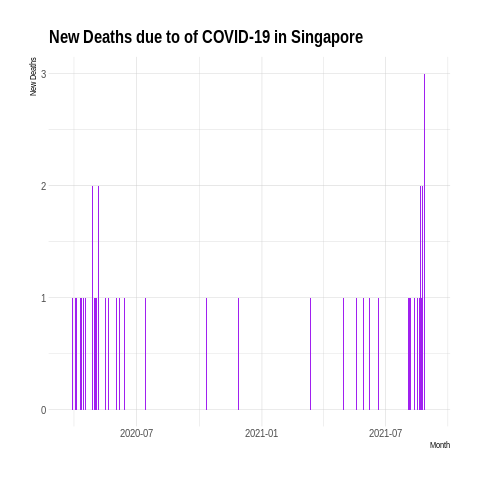 New Deaths due to of COVID-19 in Singapore
New Deaths
3
2
1
0
2020-07
2021-01
2021-07
Month